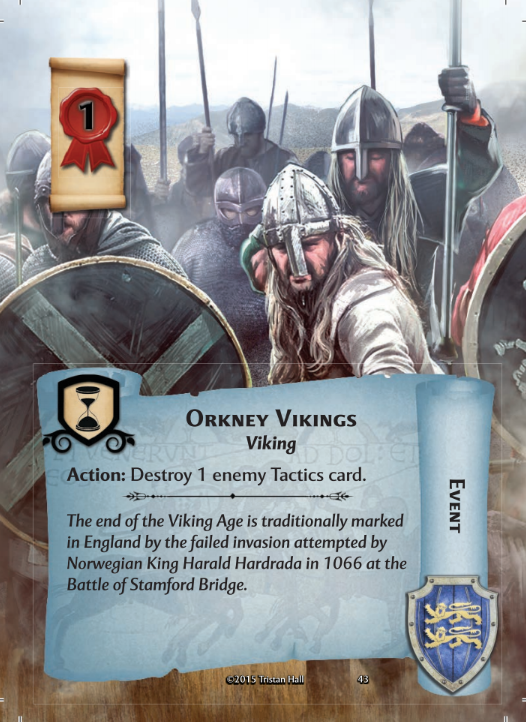 1
Orkney Vikings
Viking
Action: Destroy 1 enemy Tactics card.
The end of the Viking Age is traditionally marked
in England by the failed invasion attempted by
Norwegian King Harald Hardrada in 1066 at the
Battle of Stamford Bridge.
Event
©2015 Tristan Hall 43